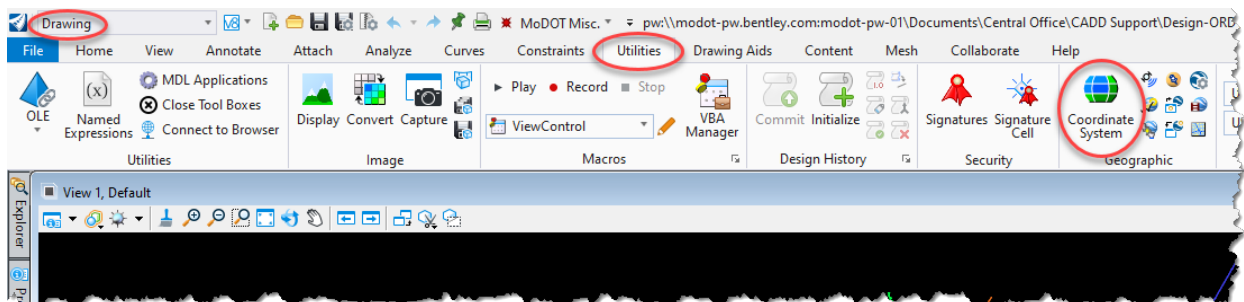 Drawing MoDOT Misc. pw:\\modot-pw.bentley.com:modot-pw-01\Documents\Central Office\CADD Support\Design-ORD
File Home View Annotate Attach Analyze Curves Constraints Utilities Drawing Aids Content Mesh Collaborate Help
OLE
Named
Expressions
MDL Applications
Close Tool Boxes
Connect to Browser
Utilities
Display Convert Capture
Image
Play Record Stop
ViewControl
VBA
Manager
Macros
Commit Initialize
1.0
Design History
Signatures
Signature
Cell
Security
Coordinate
System
Geographic
View 1, Default
Explorer